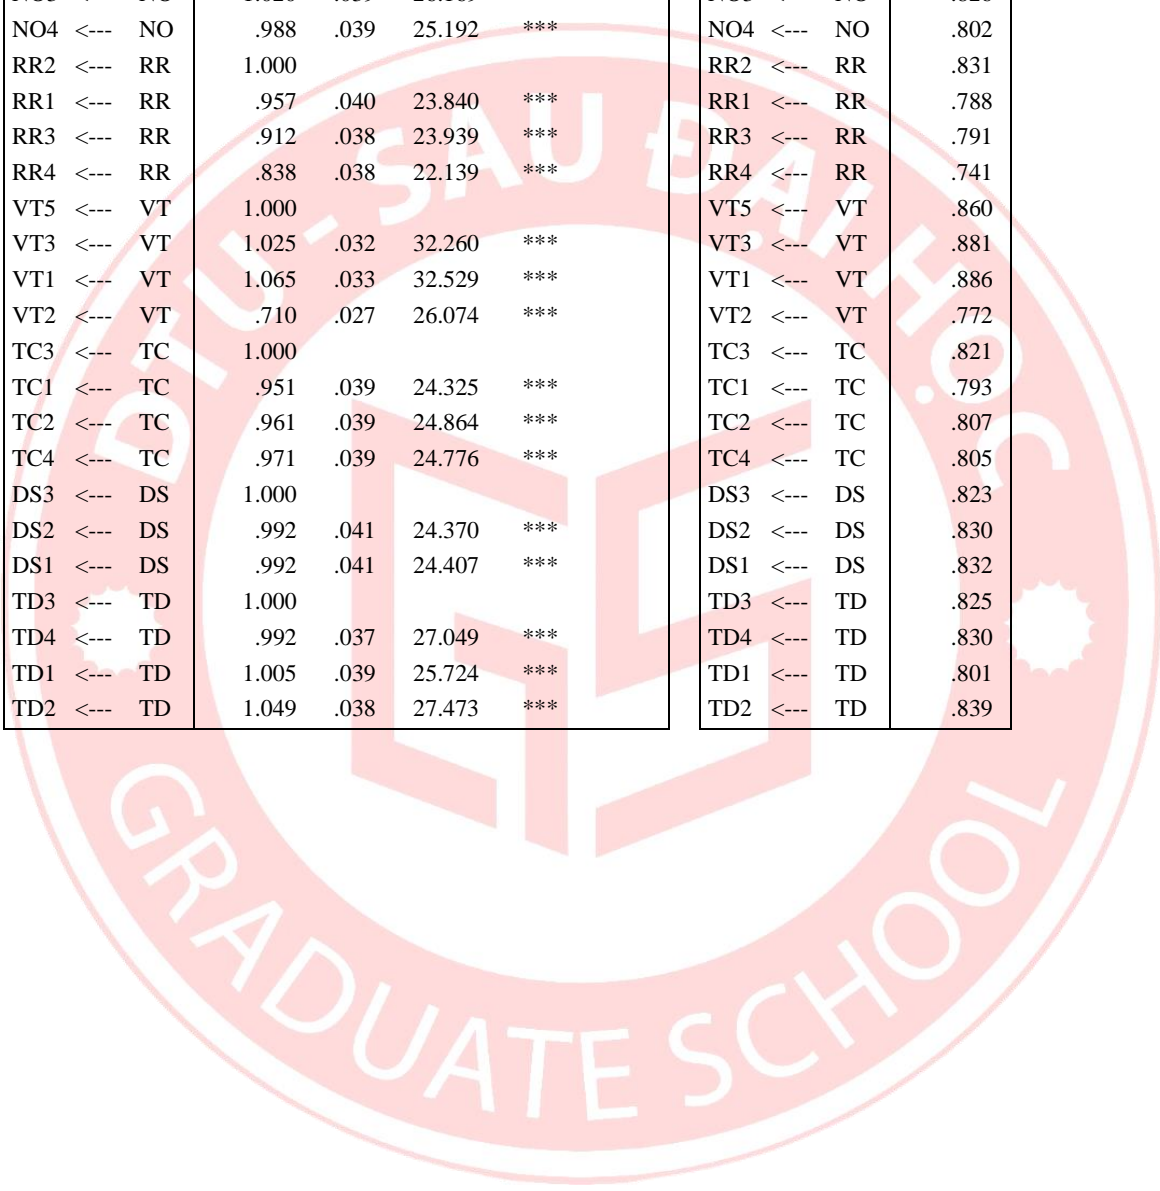 NO4 <--- NO .988 .039 25.192 *** NO4 <--- NO .802
RR2 <--- RR 1.000 RR2 <--- RR .831
RR1 <--- RR .957 .040 23.840 *** RR1 <--- RR .788
RR3 <--- RR .912 .038 23.939 *** RR3 <--- RR .791
RR4 <--- RR .838 .038 22.139 *** RR4 <--- RR .741
VT5 <--- VT 1.000 VT5 <--- VT .860
VT3 <--- VT 1.025 .032 32.260 *** VT3 <--- VT .881
VT1 <--- VT 1.065 .033 32.529 *** VT1 <--- VT .886
VT2 <--- VT .710 .027 26.074 *** VT2 <--- VT .772
TC3 <--- TC 1.000 TC3 <--- TC .821
TC1 <--- TC .951 .039 24.325 *** TC1 <--- TC .793
TC2 <--- TC .961 .039 24.864 *** TC2 <--- TC .807
TC4 <--- TC .971 .039 24.776 *** TC4 <--- TC .805
DS3 <--- DS 1.000 DS3 <--- DS .823
DS2 <--- DS .992 .041 24.370 *** DS2 <--- DS .830
DS1 <--- DS .992 .041 24.407 *** DS1 <--- DS .832
TD3 <--- TD 1.000 TD3 <--- TD .825
TD4 <--- TD .992 .037 27.049 *** TD4 <--- TD .830
TD1 <--- TD 1.005 .039 25.724 *** TD1 <--- TD .801
TD2 <--- TD 1.049 .038 27.473 *** TD2 <--- TD .839
DTU - SAU ĐẠI HỌC
GRADUATE SCHOOL